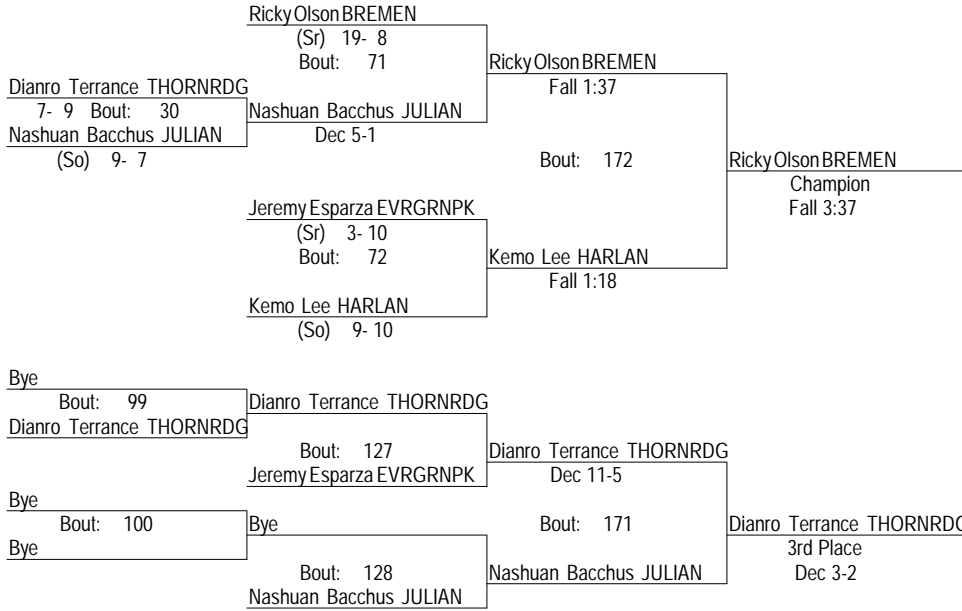 Ricky Olson BREMEN
(Sr) 19- 8
Bout: 71
Ricky Olson BREMEN
Fall 1:37
Dianro Terrance THORNRDG
7- 9 Bout: 30
Nashuan Bacchus JULIAN
Dec 5-1
Nashuan Bacchus JULIAN
(So) 9- 7
Bout: 172
Ricky Olson BREMEN
Champion
Fall 3:37
Jeremy Esparza EVRGRNPK
(Sr) 3- 10
Bout: 72
Kemo Lee HARLAN
Fall 1:18
Kemo Lee HARLAN
(So) 9- 10
Bye
Bout: 99
Dianro Terrance THORNRDG
Dianro Terrance THORNRDG
Bout: 127
Dianro Terrance THORNRDG
Dec 11-5
Jeremy Esparza EVRGRNPK
Bye
Bout: 100
Bye
Bye
Bout: 171
Dianro Terrance THORNRDG
3rd Place
Dec 3-2
Bout: 128
Nashuan Bacchus JULIAN
Nashuan Bacchus JULIAN